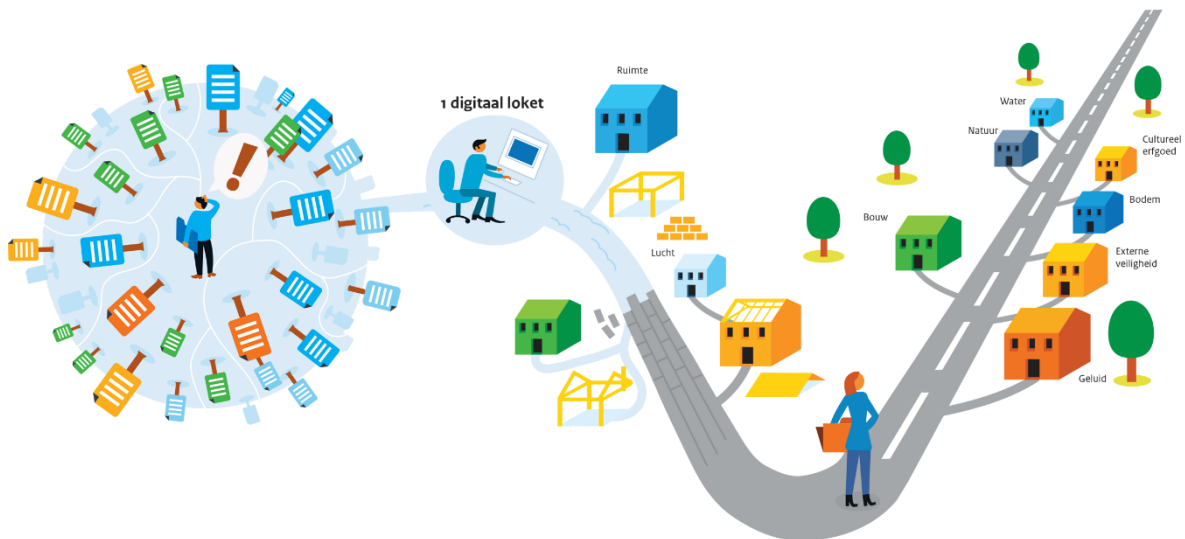 1 digitaal loket
Ruimte
Lucht
Water
Natuur
Cultureel
erfgoed
Bodem
Bouw
Externe
veiligheid
Geluid